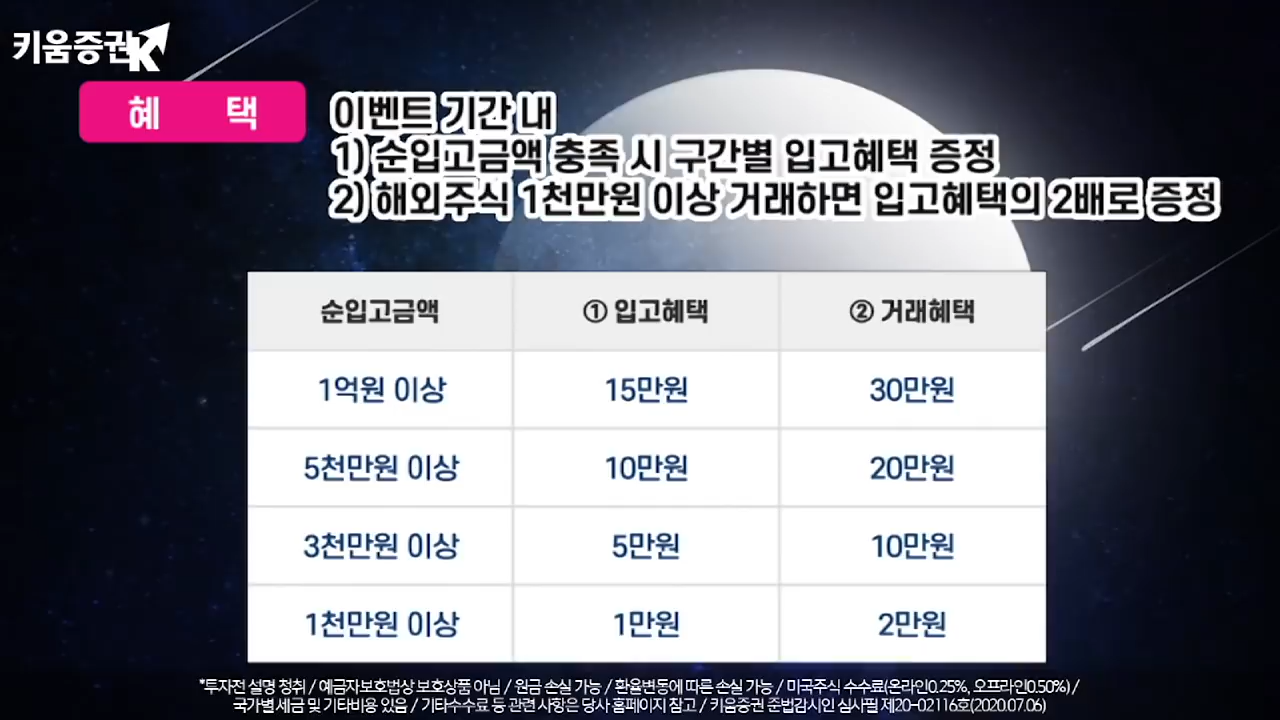 키움증권K
혜 택
이벤트 기간 내
1) 순입고금액 충족 시 구간별 입고혜택 증정
2) 해외주식 1천만원 이상 거래하면 입고혜택의 2배로 증정
순입고금액 ① 입고혜택 ② 거래혜택
1억원 이상 15만원 30만원
5천만원 이상 10만원 20만원
3천만원 이상 5만원 10만원
1천만원 이상 1만원 2만원
*투자전 설명 청취 / 예금자보호법상 보호상품 아님 / 원금 손실 가능 / 환율변동에 따른 손실 가능 / 미국주식 수수료(온라인0.25%, 오프라인0.50%) /
국가별 세금 및 기타비용 있음 / 기타수수료 등 관련 사항은 당사 홈페이지 참고 / 키움증권 준법감시인 심사필 제20-02116호(2020.07.06)